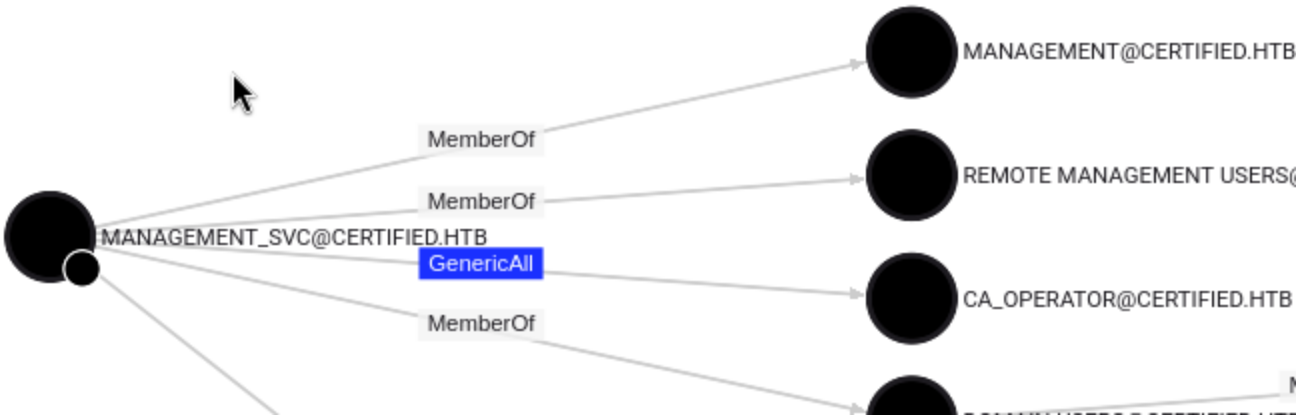 MANAGEMENT@CERTIFIED.HTB
MemberOf
REMOTE MANAGEMENT USERS@
MemberOf
MANAGEMENT_SVC@CERTIFIED.HTB
GenericAll
CA_OPERATOR@CERTIFIED.HTB
MemberOf